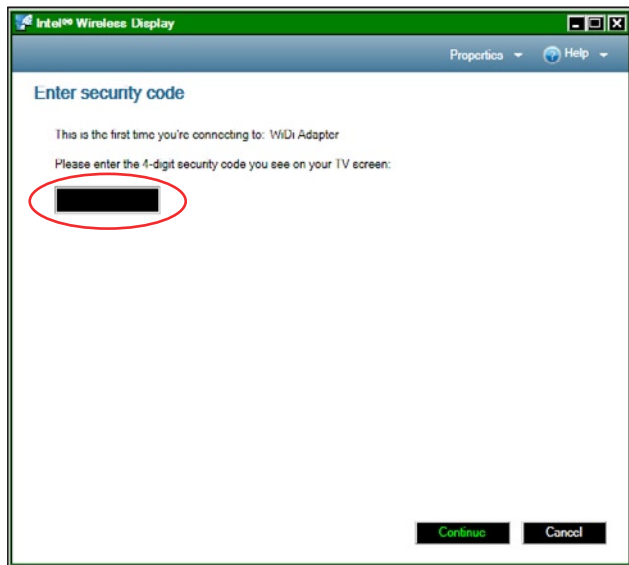 Intel® Wireless Display
Properties Help
Enter security code
This is the first time you're connecting to: WiDi Adapter
Please enter the 4-digit security code you see on your TV screen:
Continue Cancel